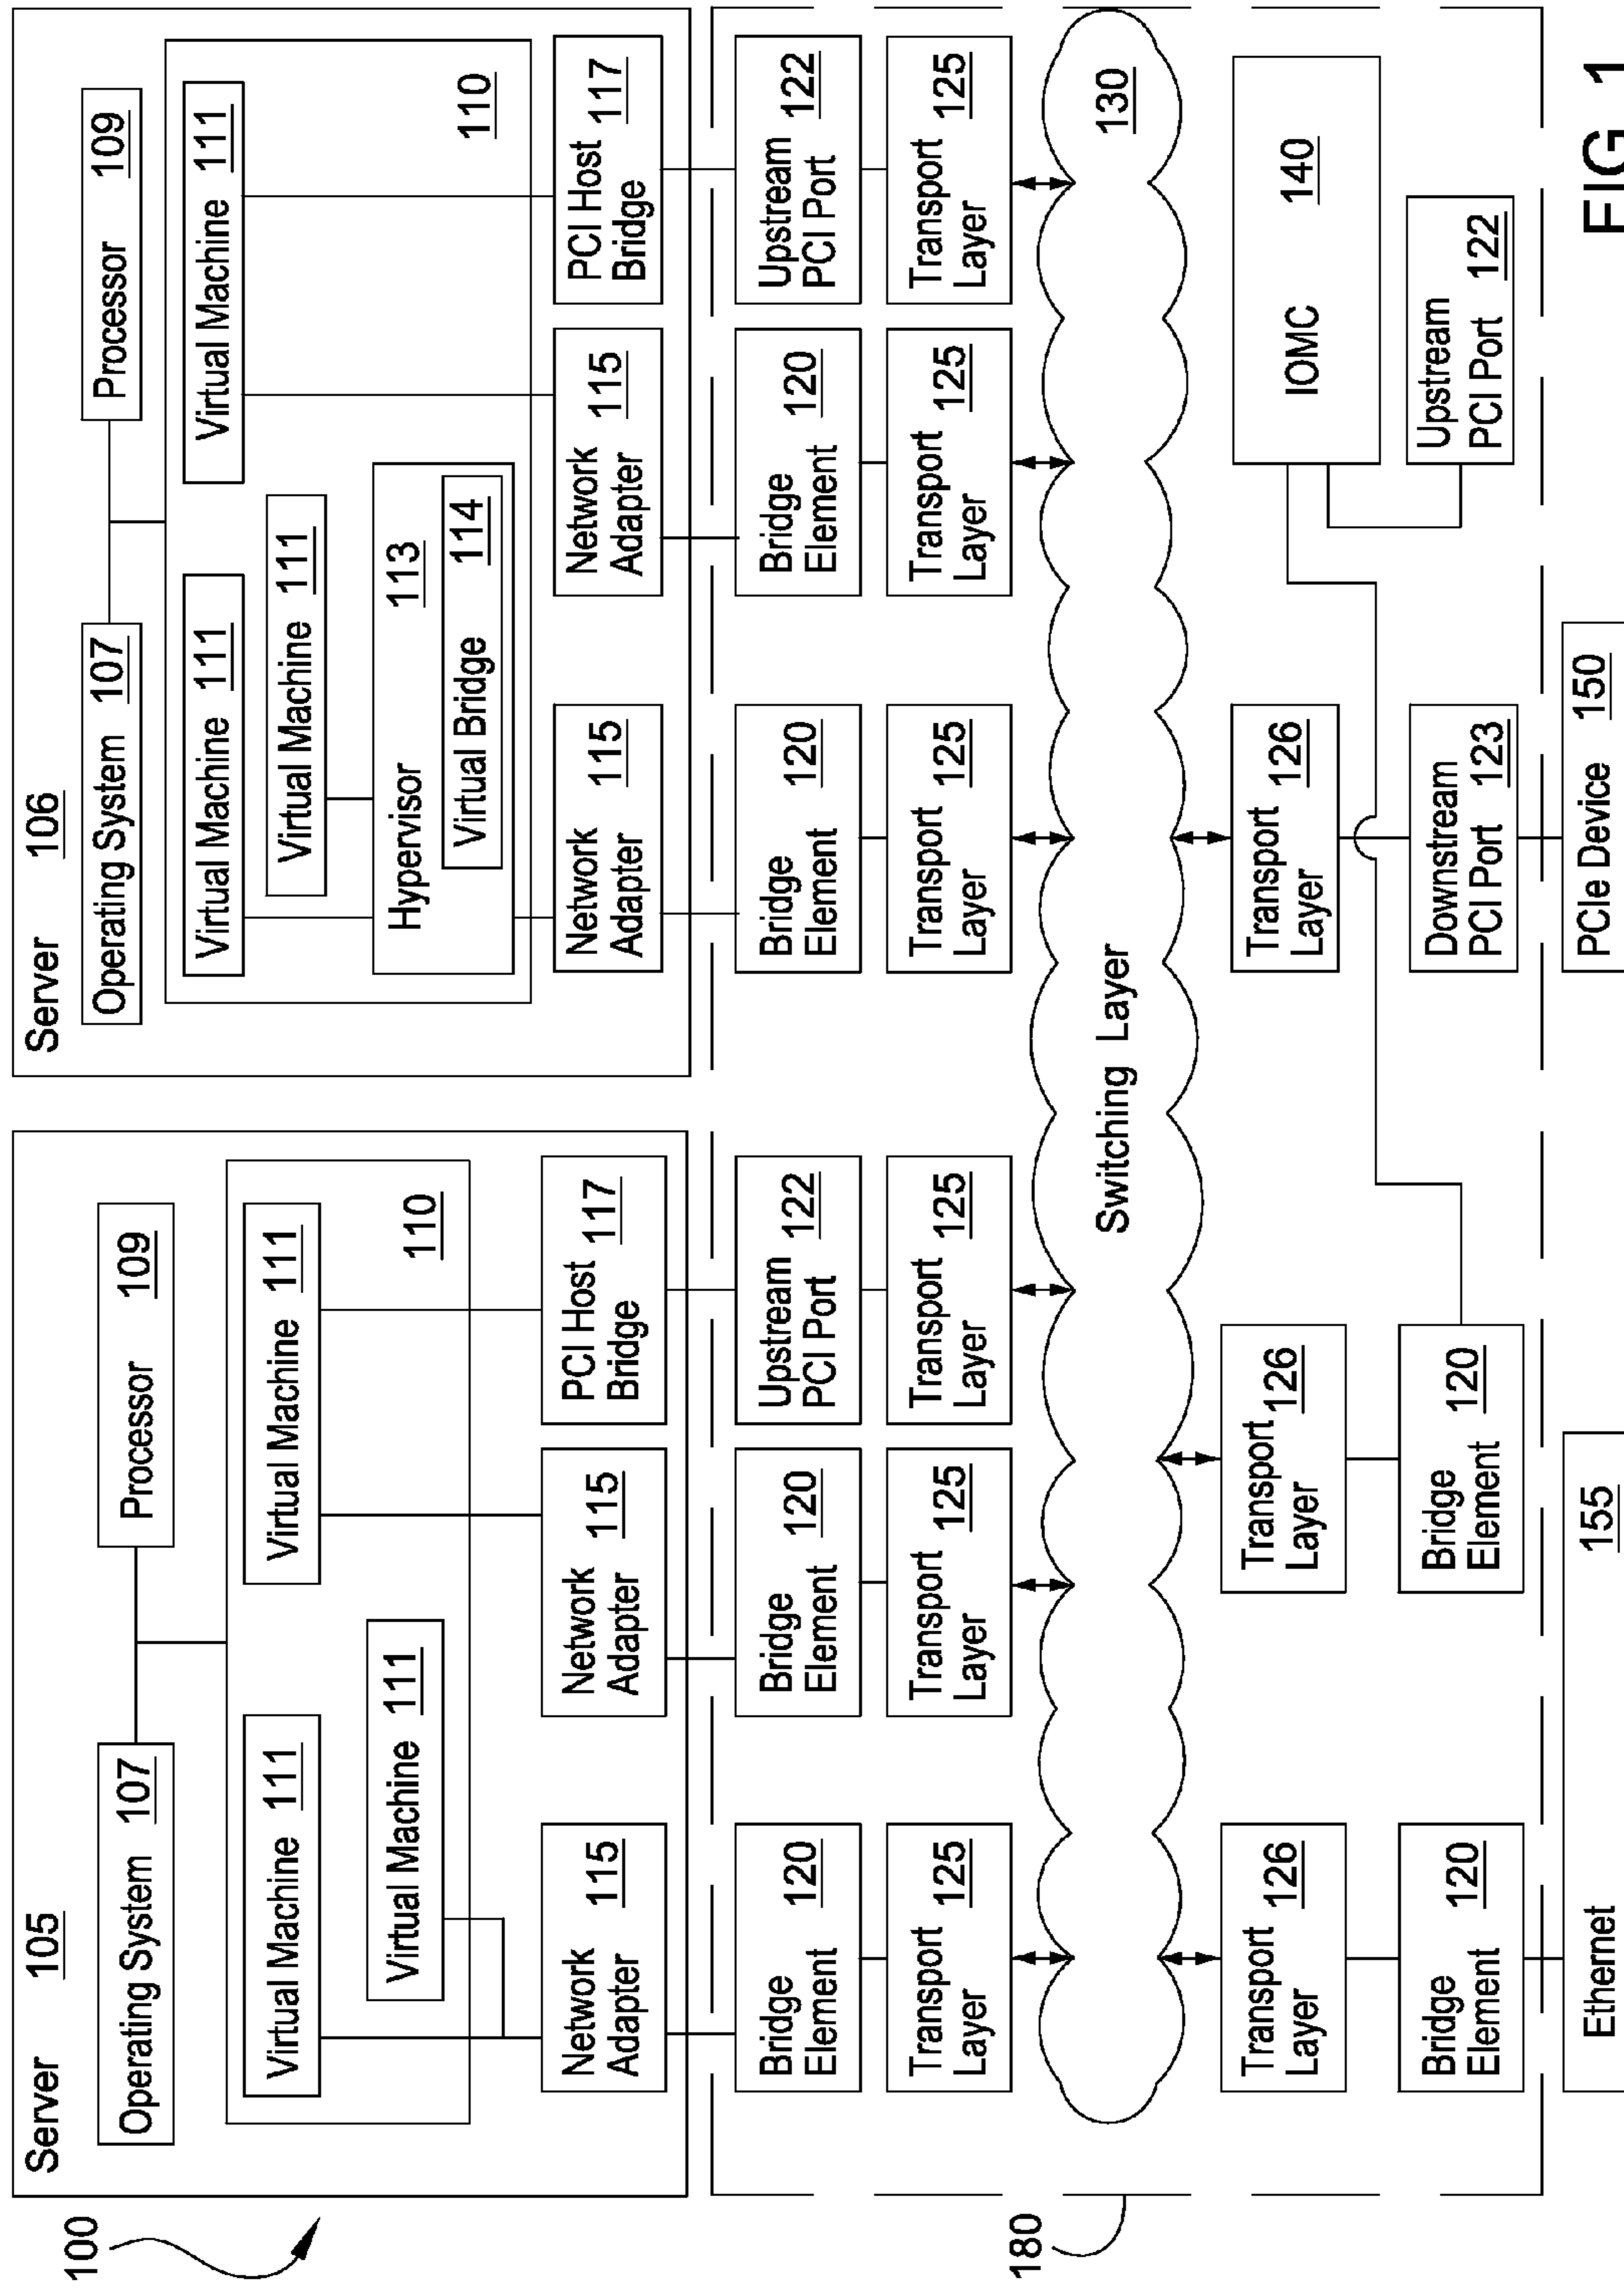 100
Server 105
Operating System 107
Processor 109
Virtual Machine 111
Virtual Machine 111
Virtual Machine 111
110
Network
Adapter 115
Network
Adapter 115
PCI Host
Bridge 117
Server 106
Operating System 107
Processor 109
Virtual Machine 111
Virtual Machine 111
Virtual Machine 111
Hypervisor 113
Virtual Bridge 114
110
Network
Adapter 115
Network
Adapter 115
PCI Host
Bridge 117
180
Bridge
Element 120
Bridge
Element 120
Upstream
PCI Port 122
Bridge
Element 120
Bridge
Element 120
Upstream
PCI Port 122
Transport
Layer 125
Transport
Layer 125
Transport
Layer 125
Transport
Layer 125
Transport
Layer 125
Transport
Layer 125
Switching Layer 130
Transport
Layer 126
Transport
Layer 126
Transport
Layer 126
IOMC 140
Bridge
Element 120
Bridge
Element 120
Downstream
PCI Port 123
Upstream
PCI Port 122
Ethernet 155
PCIe Device 150
FIG. 1